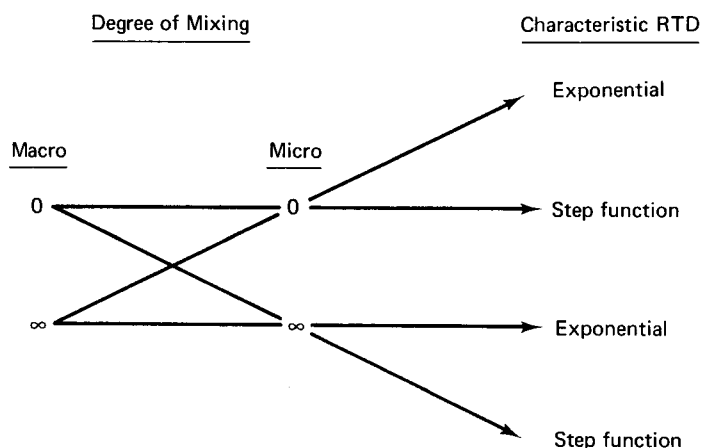 Degree of Mixing Characteristic RTD
Exponential
Macro Micro
0 0 Step function
∞ ∞ Exponential
Step function